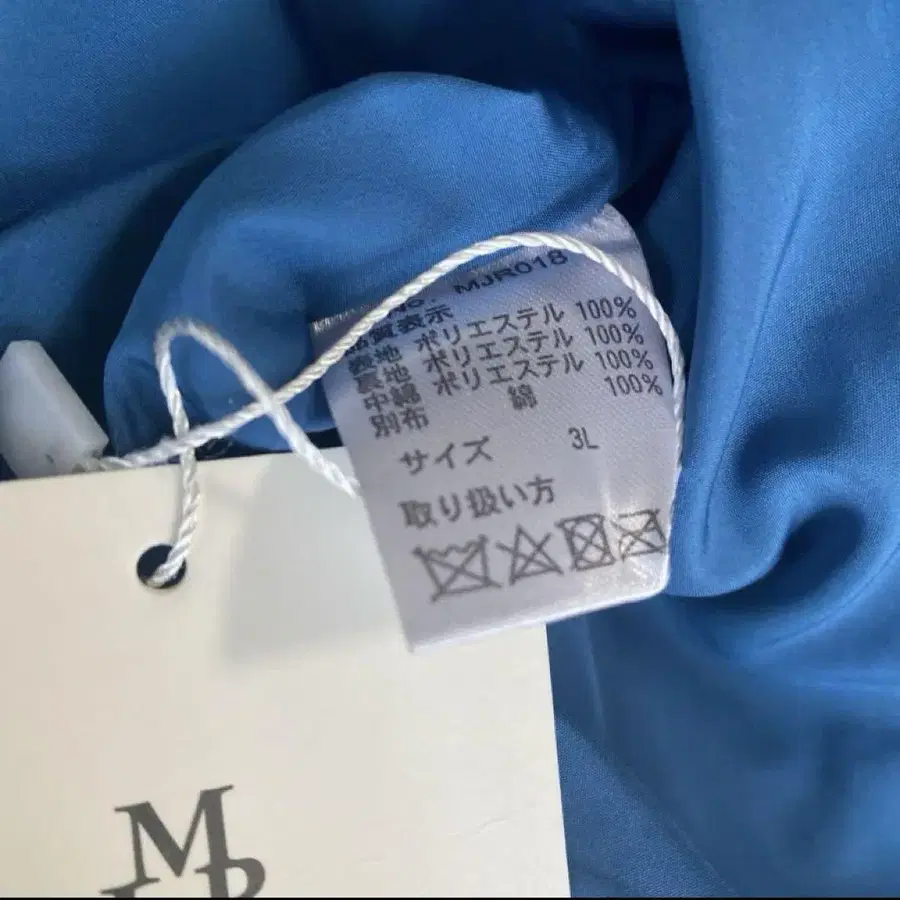 No. MJR018
品質表示
表地 ポリエステル 100%
裏地 ポリエステル 100%
中綿 ポリエステル 100%
別布 綿 100%
サイズ 3L
取り扱い方
M